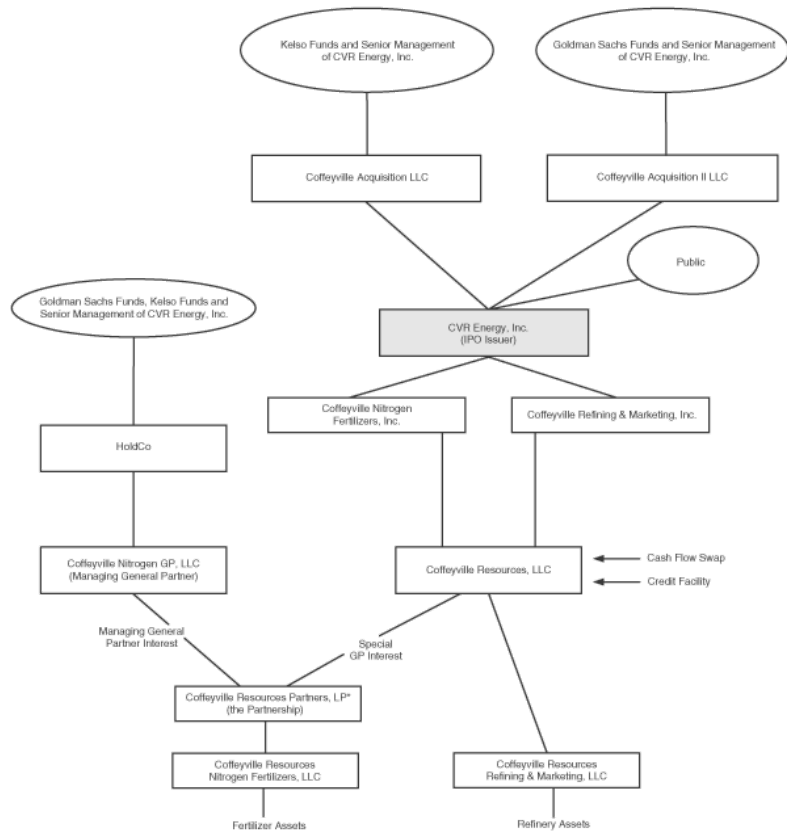 Kelso Funds and Senior Management
of CVR Energy, Inc.
Goldman Sachs Funds and Senior Management
of CVR Energy, Inc.
Coffeyville Acquisition LLC
Coffeyville Acquisition II LLC
Public
Goldman Sachs Funds, Kelso Funds and
Senior Management of CVR Energy, Inc.
CVR Energy, Inc.
(IPO Issuer)
Coffeyville Nitrogen
Fertilizers, Inc.
Coffeyville Refining & Marketing, Inc.
HoldCo
Coffeyville Nitrogen GP, LLC
(Managing General Partner)
Coffeyville Resources, LLC
Cash Flow Swap
Credit Facility
Managing General
Partner Interest
Special
GP Interest
Coffeyville Resources Partners, LP*
(the Partnership)
Coffeyville Resources
Nitrogen Fertilizers, LLC
Coffeyville Resources
Refining & Marketing, LLC
Fertilizer Assets
Refinery Assets